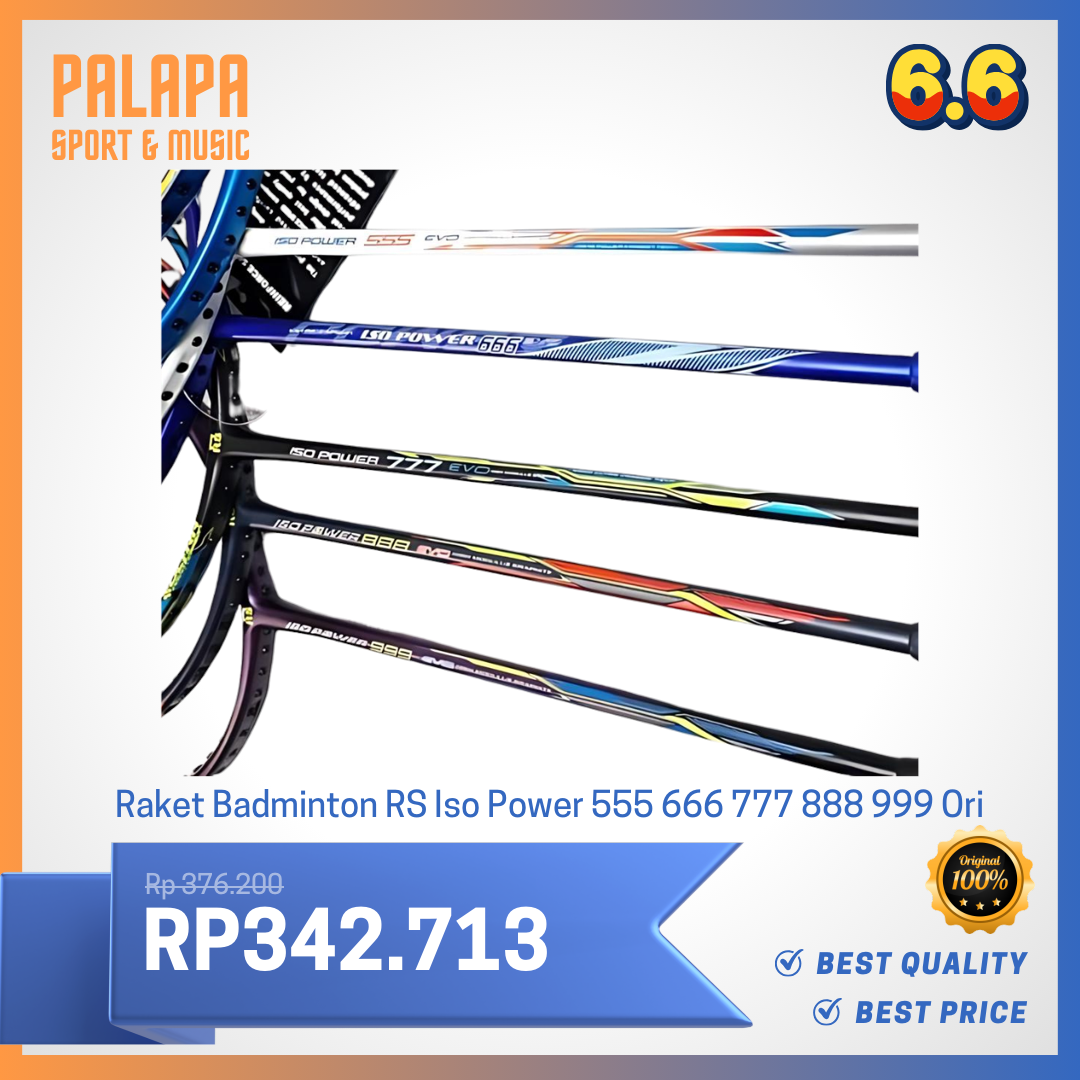 PALAPA
SPORT & MUSIC
6.6
ISO POWER 555 EVO
ISO POWER 666
ISO POWER 777 EVO
ISO POWER 888 EVO
ISO POWER 999 EVO
Raket Badminton RS Iso Power 555 666 777 888 999 Ori
Rp 376.200
RP342.713
Original
100%
BEST QUALITY
BEST PRICE